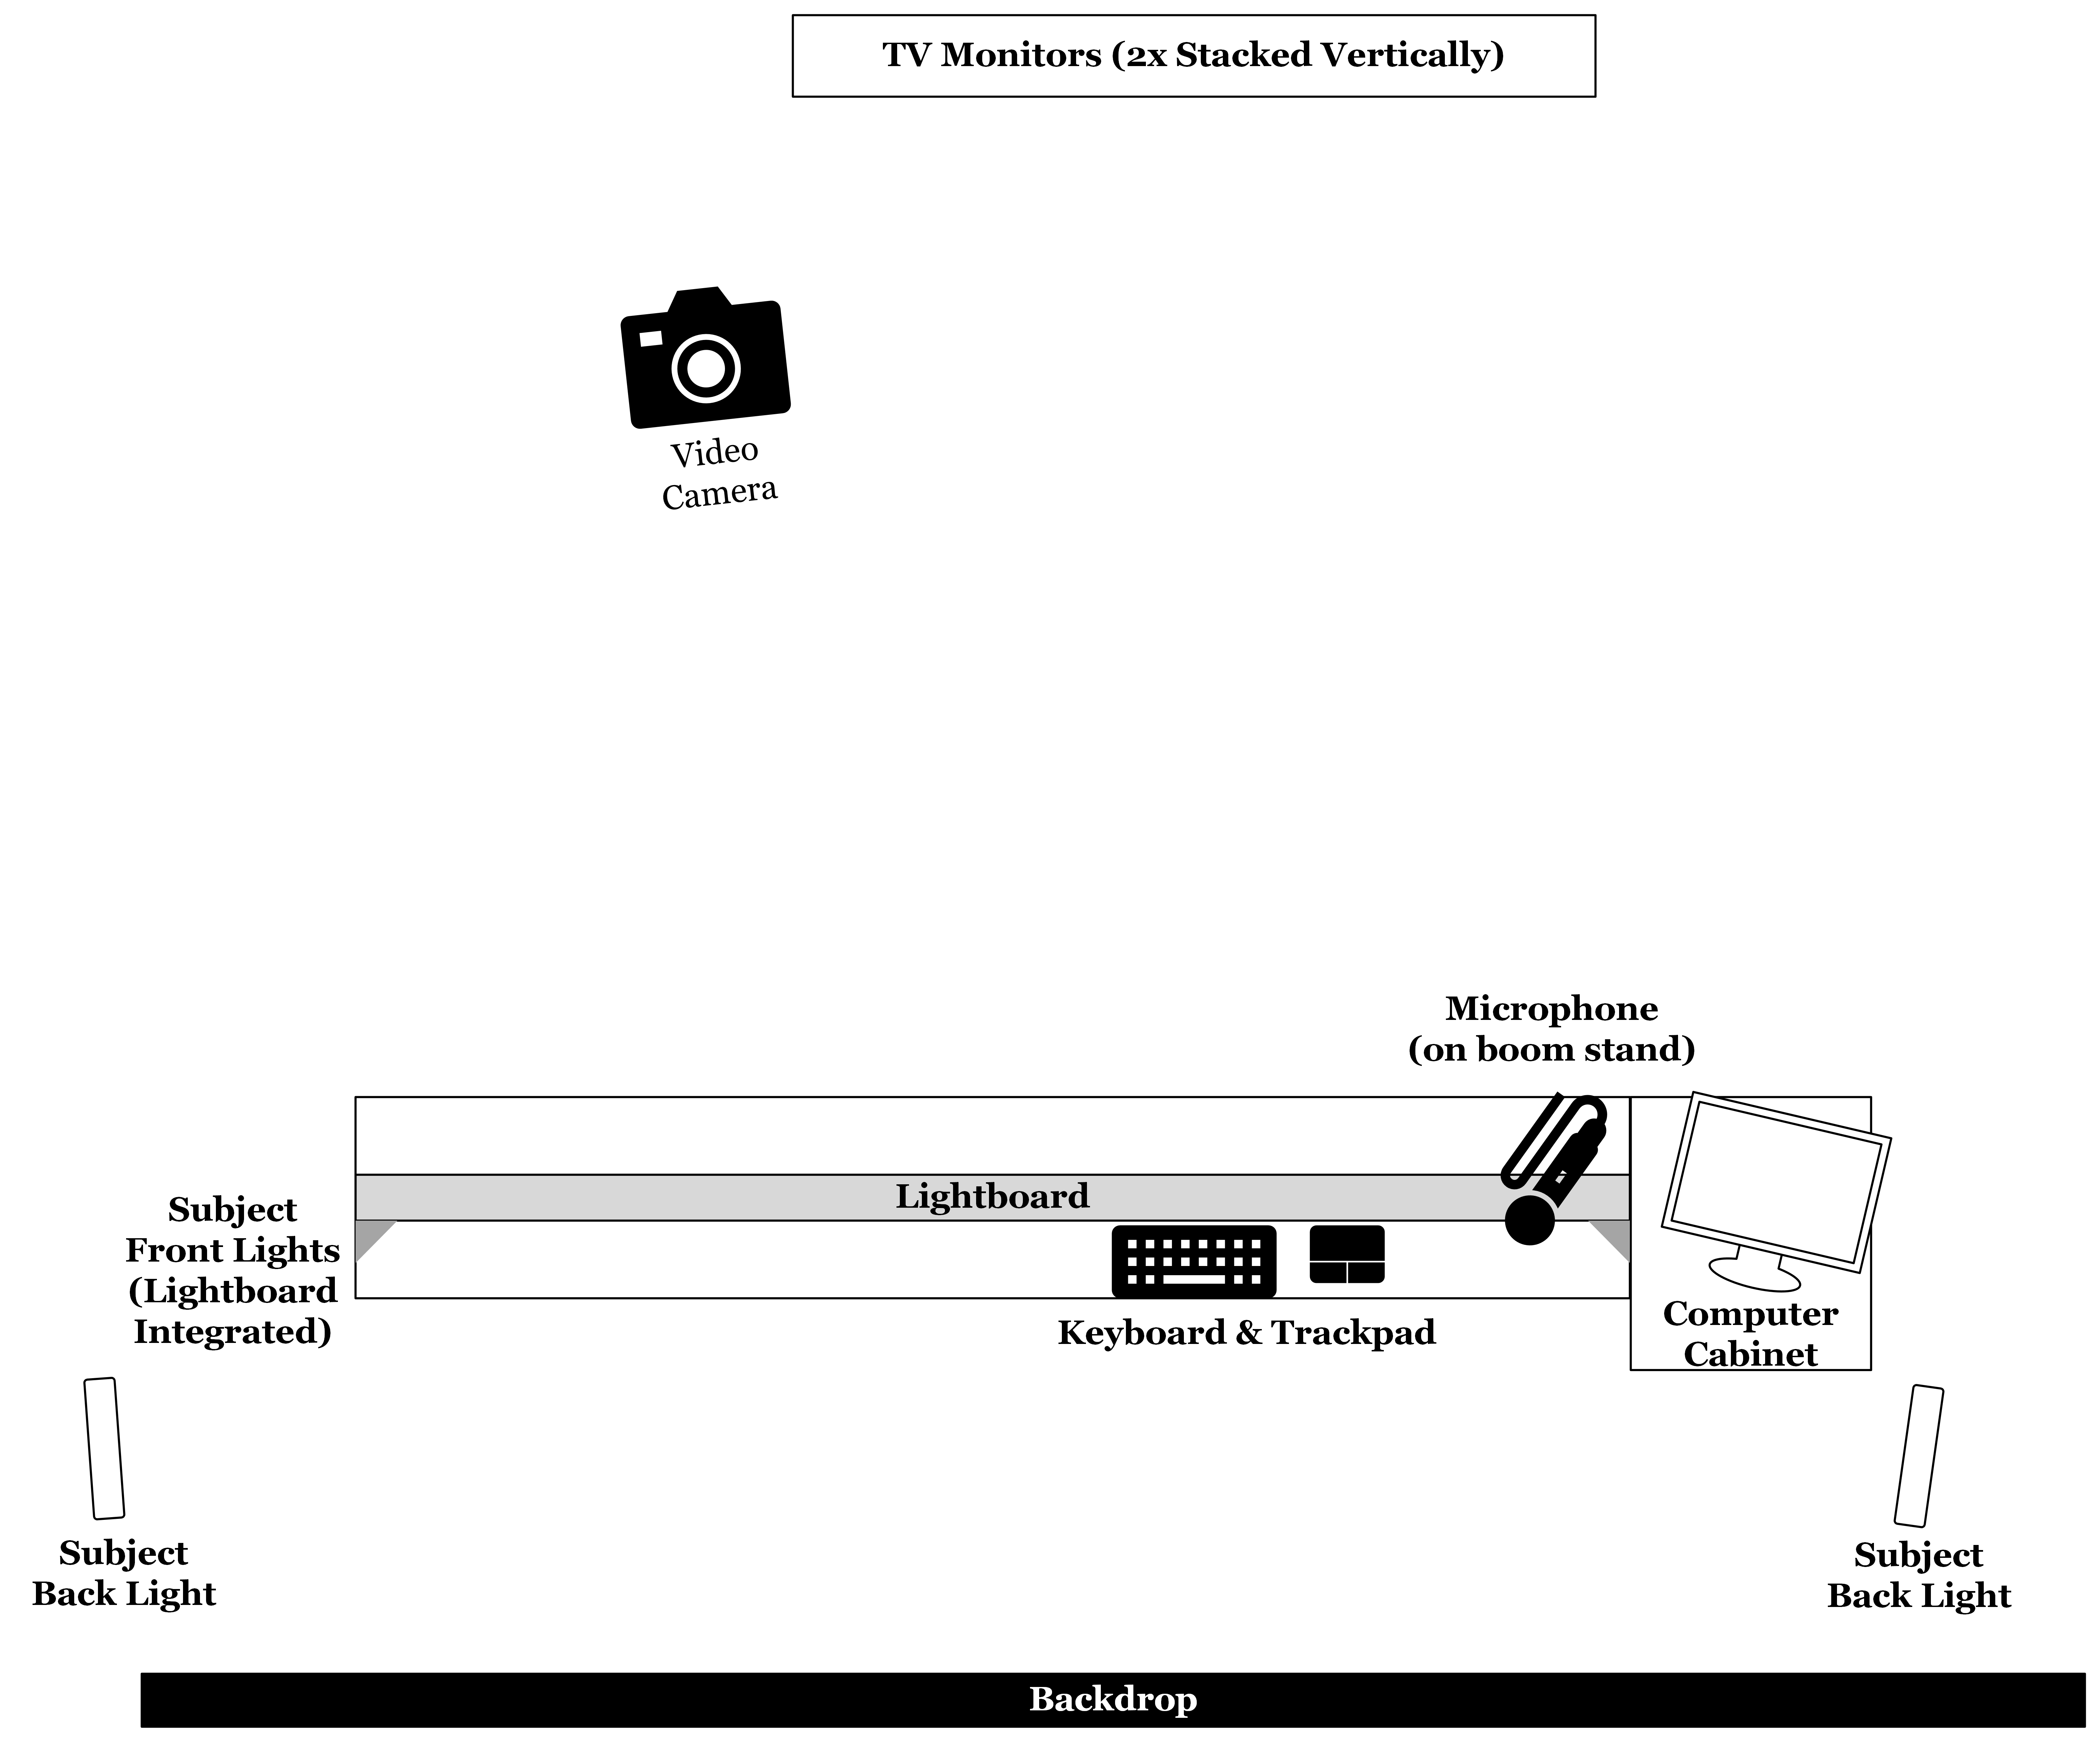 TV Monitors (2x Stacked Vertically)
Video
Camera
Microphone
(on boom stand)
Lightboard
Subject
Front Lights
(Lightboard
Integrated)
Keyboard & Trackpad
Computer
Cabinet
Subject
Back Light
Subject
Back Light
Backdrop